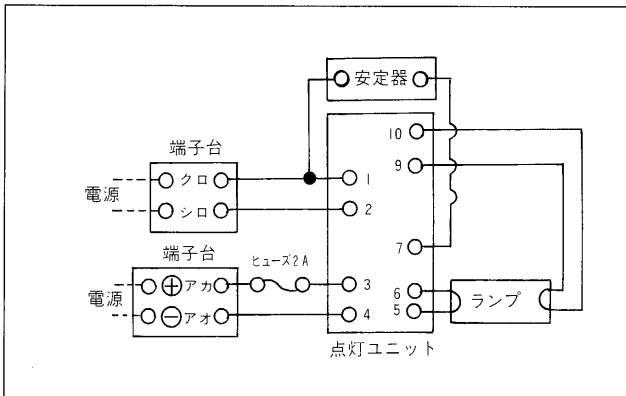 安定器
端子台
電源
クロ
シロ
端子台
ヒューズ2A
電源
⊕アカ
⊖アオ
1
2
3
4
10
9
7
6
5
点灯ユニット
ランプ